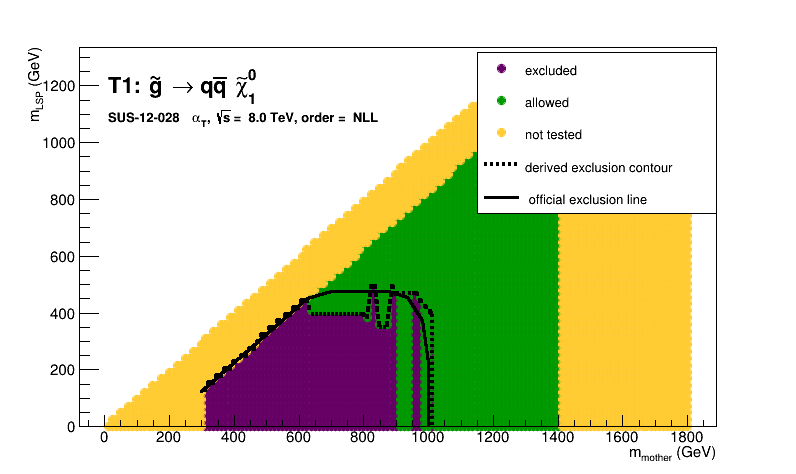 T1: g̃ → qq̅ χ̃⁰₁
SUS-12-028 α_T, √s = 8.0 TeV, order = NLL
excluded
allowed
not tested
derived exclusion contour
official exclusion line
m_LSP (GeV)
1200
1000
800
600
400
200
0
0 200 400 600 800 1000 1200 1400 1600 1800
m_mother (GeV)